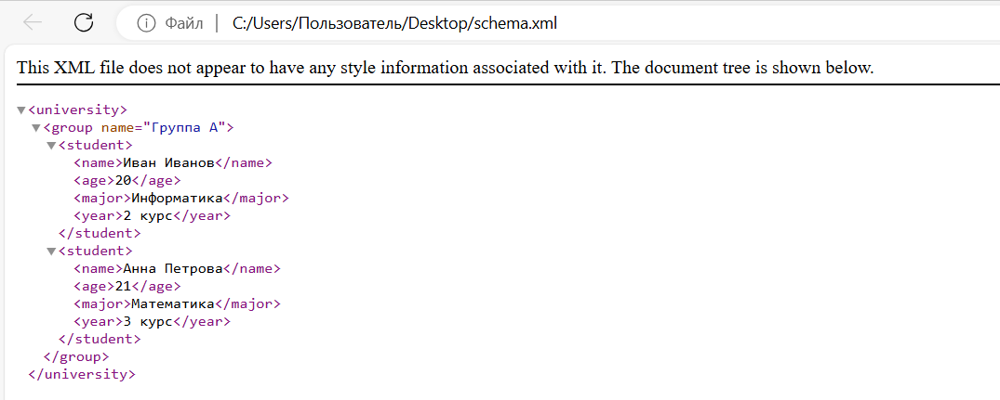 Файл | C:/Users/Пользователь/Desktop/schema.xml
This XML file does not appear to have any style information associated with it. The document tree is shown below.
▼<university>
▼<group name="Группа А">
▼<student>
<name>Иван Иванов</name>
<age>20</age>
<major>Информатика</major>
<year>2 курс</year>
</student>
▼<student>
<name>Анна Петрова</name>
<age>21</age>
<major>Математика</major>
<year>3 курс</year>
</student>
</group>
</university>